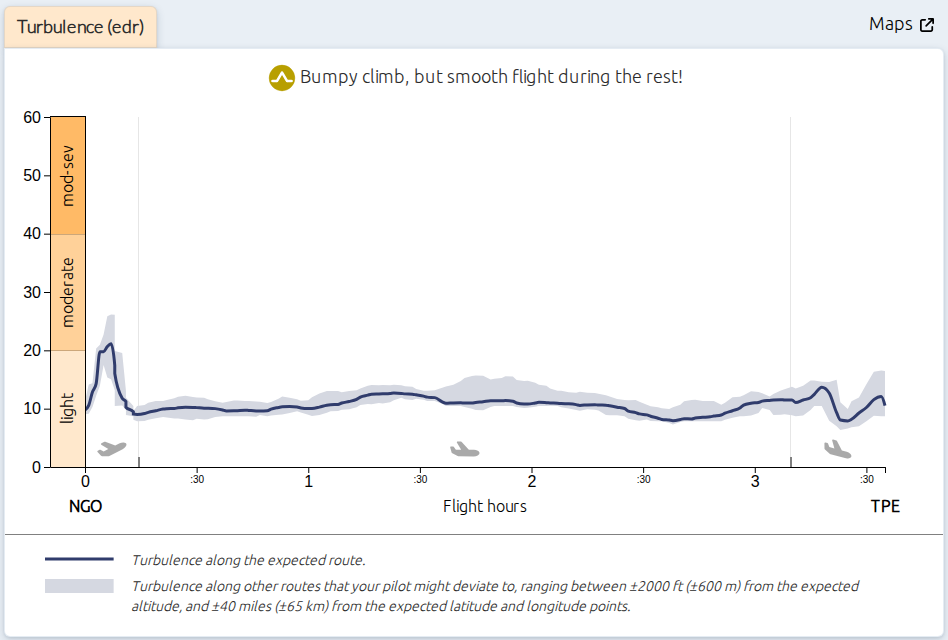 Turbulence (edr)
Maps
Bumpy climb, but smooth flight during the rest!
60
50
40
30
20
10
0
mod-sev
moderate
light
0
:30
1
:30
2
:30
3
:30
NGO
Flight hours
TPE
Turbulence along the expected route.
Turbulence along other routes that your pilot might deviate to, ranging between ±2000 ft (±600 m) from the expected
altitude, and ±40 miles (±65 km) from the expected latitude and longitude points.